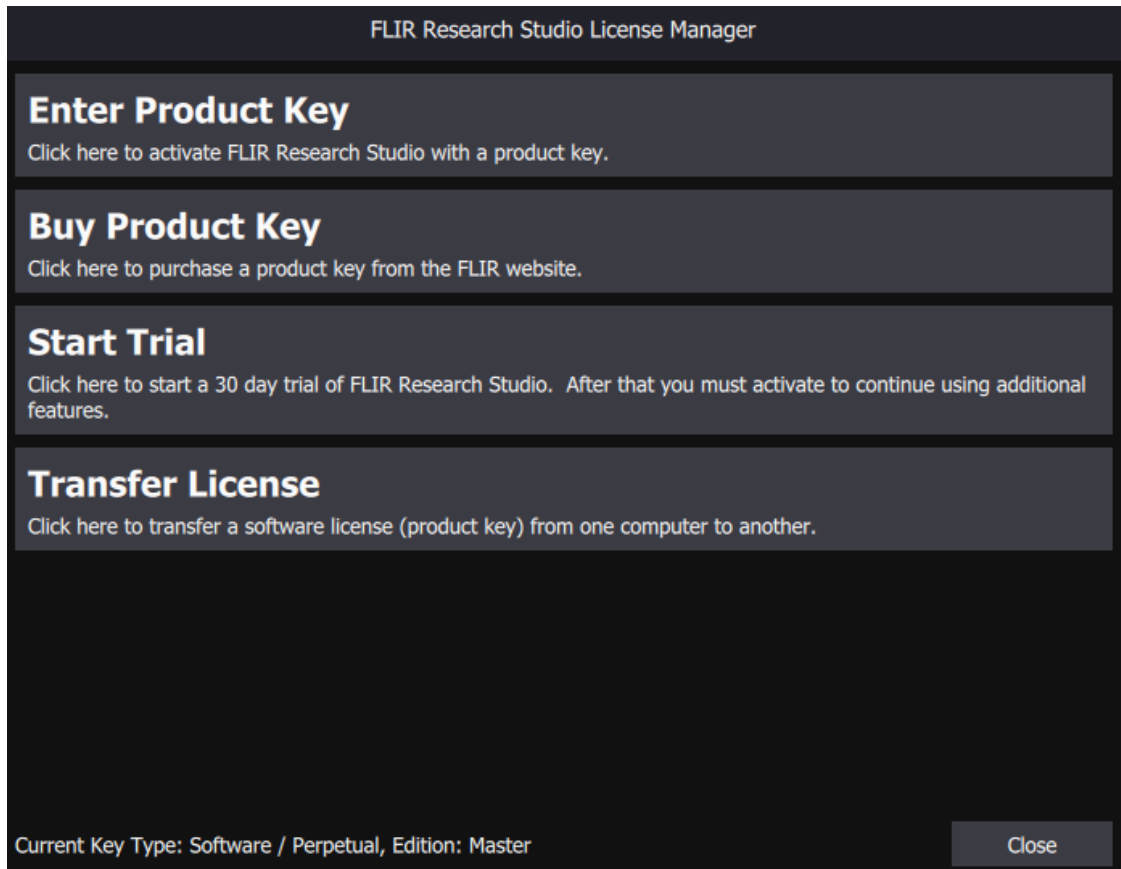 FLIR Research Studio License Manager
Enter Product Key
Click here to activate FLIR Research Studio with a product key.
Buy Product Key
Click here to purchase a product key from the FLIR website.
Start Trial
Click here to start a 30 day trial of FLIR Research Studio.  After that you must activate to continue using additional
features.
Transfer License
Click here to transfer a software license (product key) from one computer to another.
Current Key Type: Software / Perpetual, Edition: Master
Close